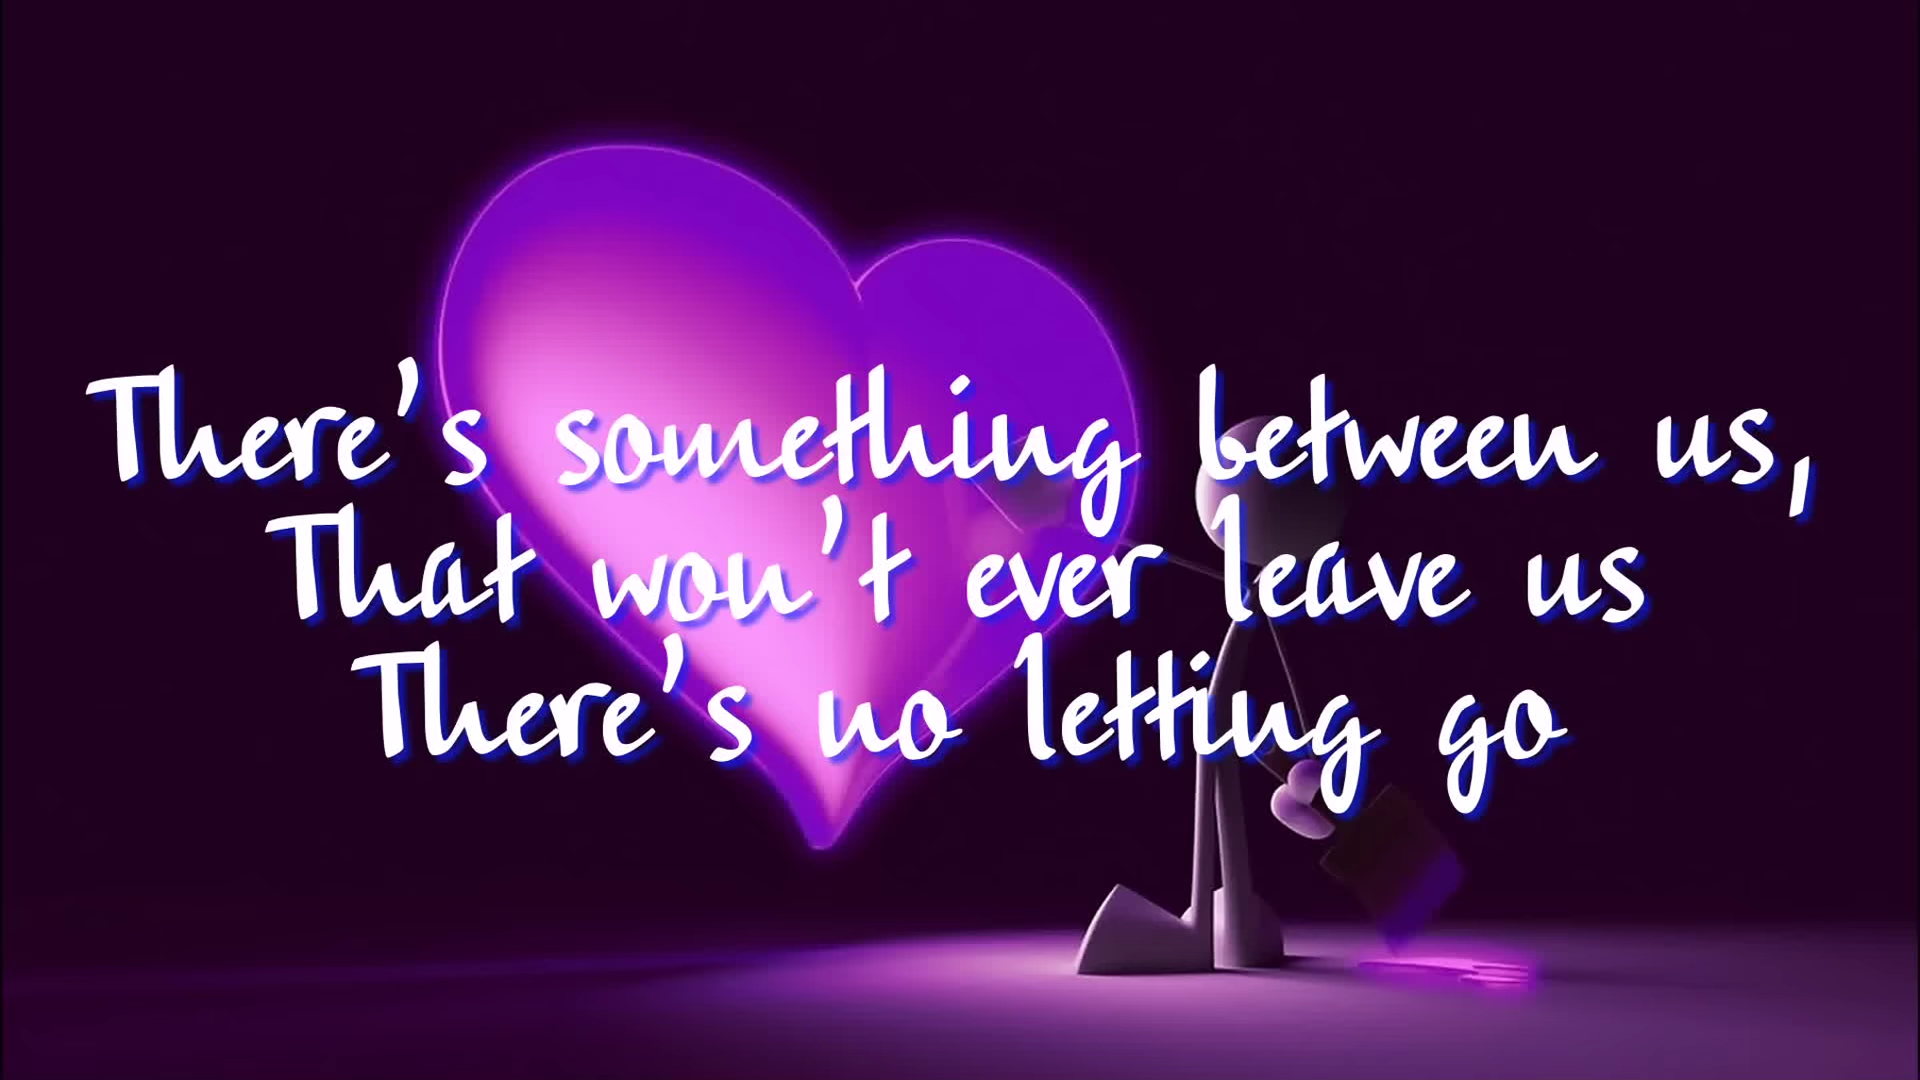 There's something between us,
That won't ever leave us
There's no letting go